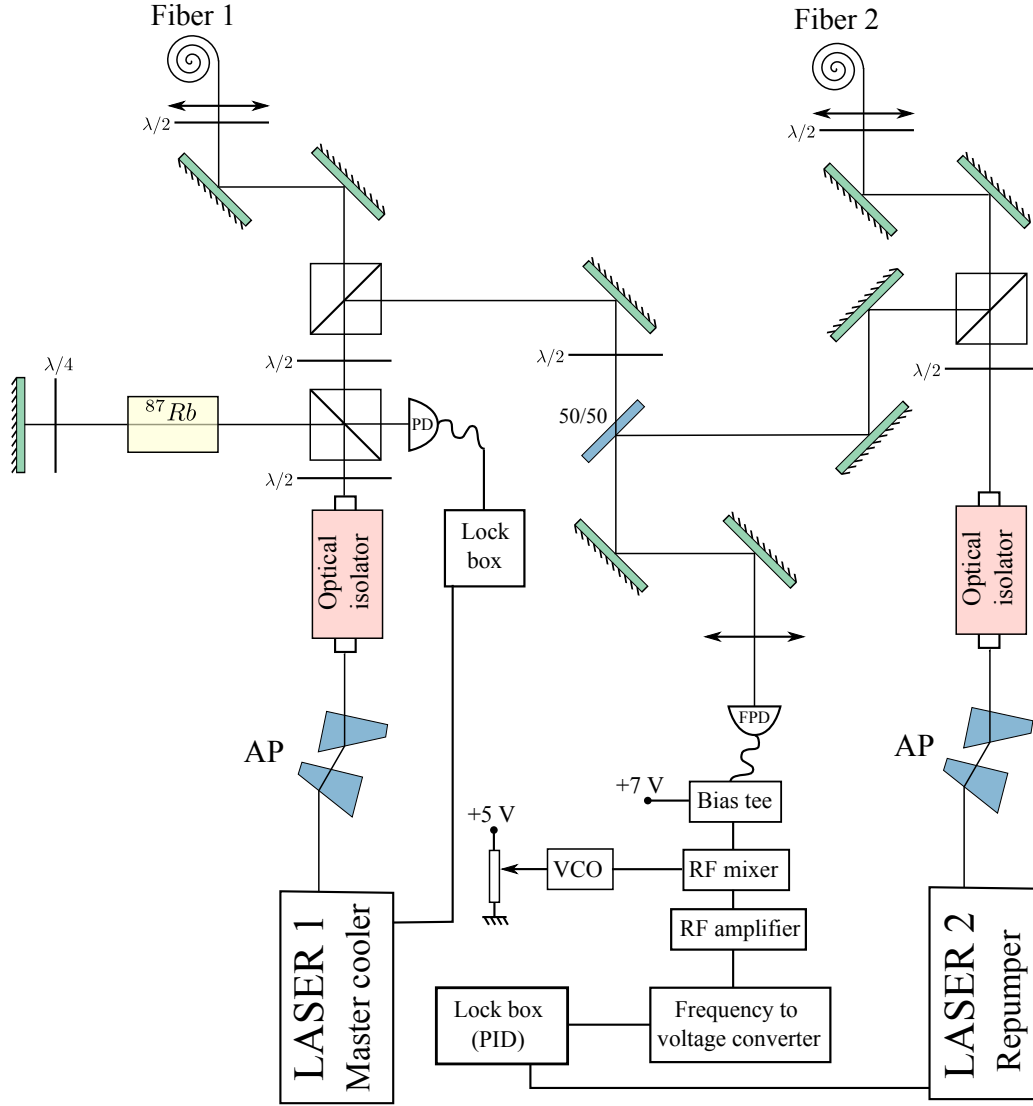 Fiber 1
Fiber 2
λ/2
λ/2
λ/4
λ/2
λ/2
λ/2
⁸⁷Rb
50/50
PD
λ/2
Lock
box
Optical
isolator
Optical
isolator
FPD
AP
AP
+7 V
Bias tee
+5 V
VCO
RF mixer
RF amplifier
LASER 1
Master cooler
LASER 2
Repumper
Lock box
(PID)
Frequency to
voltage converter